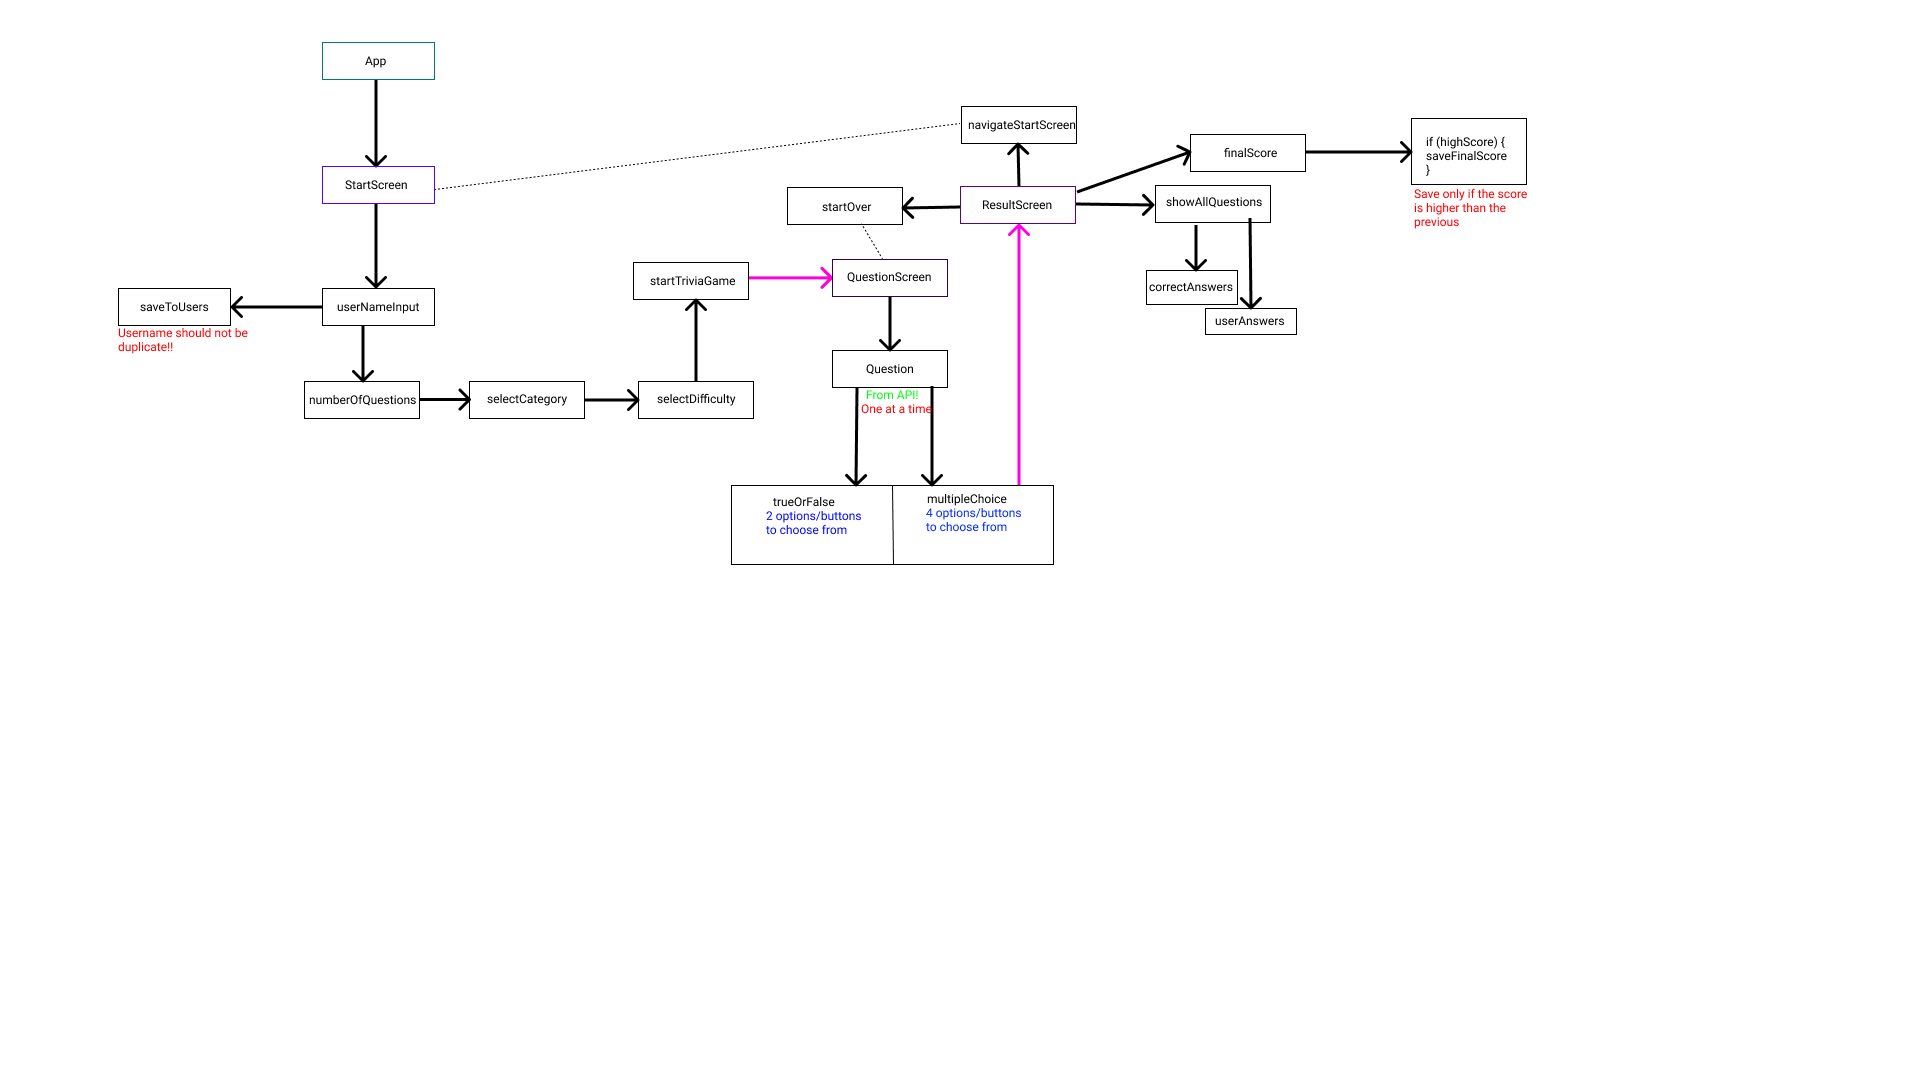 App
navigateStartScreen
finalScore
if (highScore) {
saveFinalScore
}
StartScreen
startOver
ResultScreen
showAllQuestions
Save only if the score
is higher than the
previous
startTriviaGame
QuestionScreen
correctAnswers
saveToUsers
userNameInput
userAnswers
Username should not be
duplicate!!
Question
numberOfQuestions
selectCategory
selectDifficulty
From API!
One at a time
trueOrFalse
2 options/buttons
to choose from
multipleChoice
4 options/buttons
to choose from